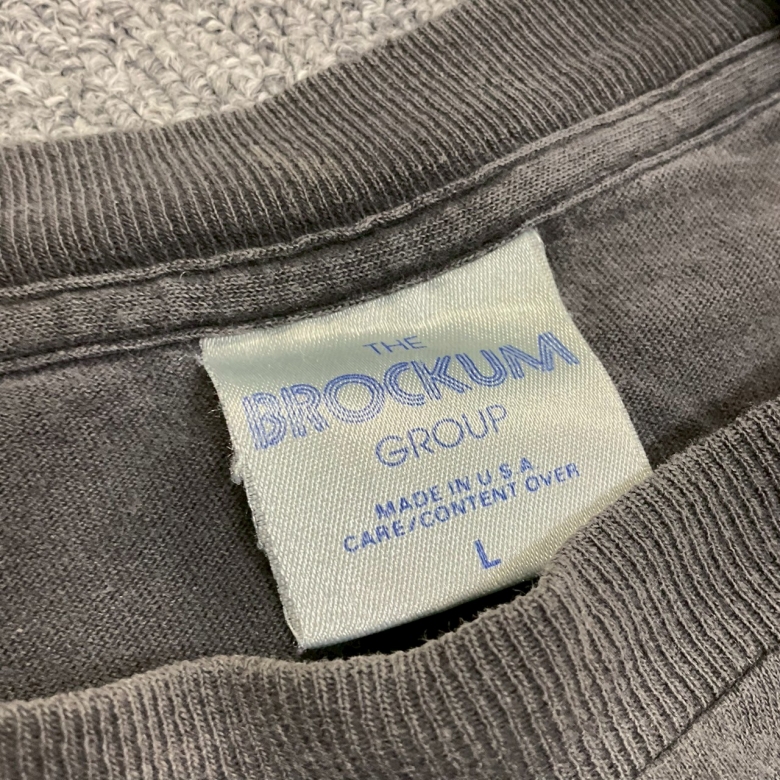 THE
BROCKUM
GROUP
MADE IN U.S.A
CARE/CONTENT OVER
L